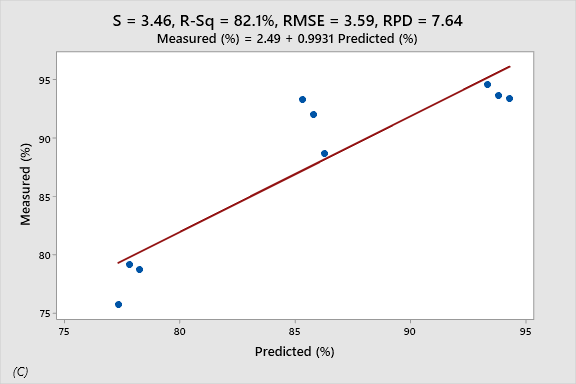 S = 3.46, R-Sq = 82.1%, RMSE = 3.59, RPD = 7.64
Measured (%) = 2.49 + 0.9931 Predicted (%)
95
90
85
80
75
Measured (%)
75 80 85 90 95
Predicted (%)
(C)